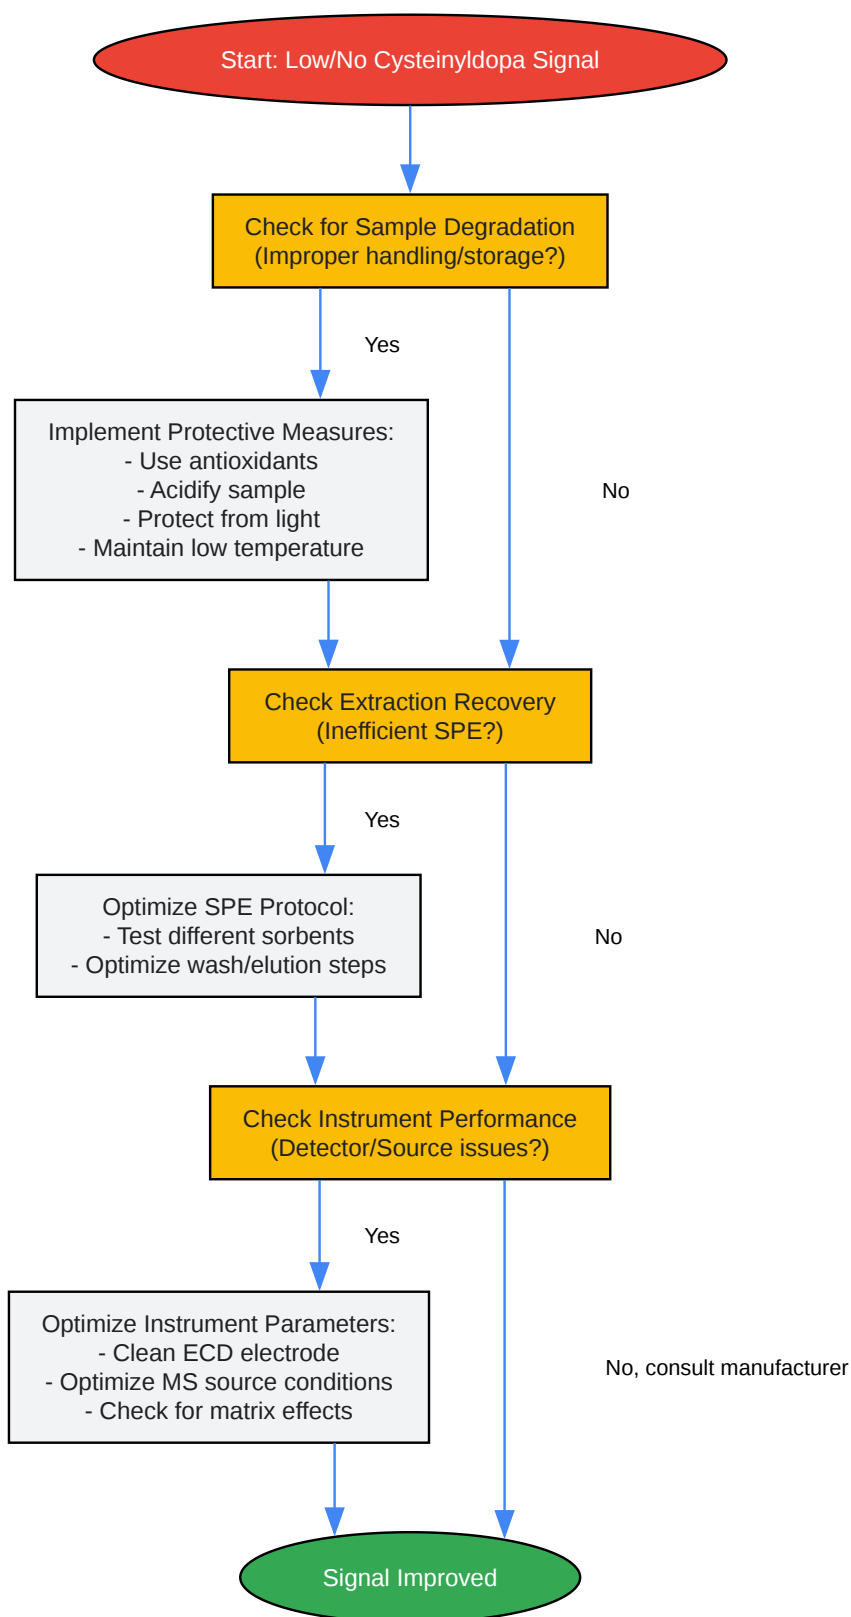 Start: Low/No Cysteinyldopa Signal
Check for Sample Degradation
(Improper handling/storage?)
Yes
Implement Protective Measures:
- Use antioxidants
- Acidify sample
- Protect from light
- Maintain low temperature
No
Check Extraction Recovery
(Inefficient SPE?)
Yes
Optimize SPE Protocol:
- Test different sorbents
- Optimize wash/elution steps
No
Check Instrument Performance
(Detector/Source issues?)
Yes
Optimize Instrument Parameters:
- Clean ECD electrode
- Optimize MS source conditions
- Check for matrix effects
No, consult manufacturer
Signal Improved